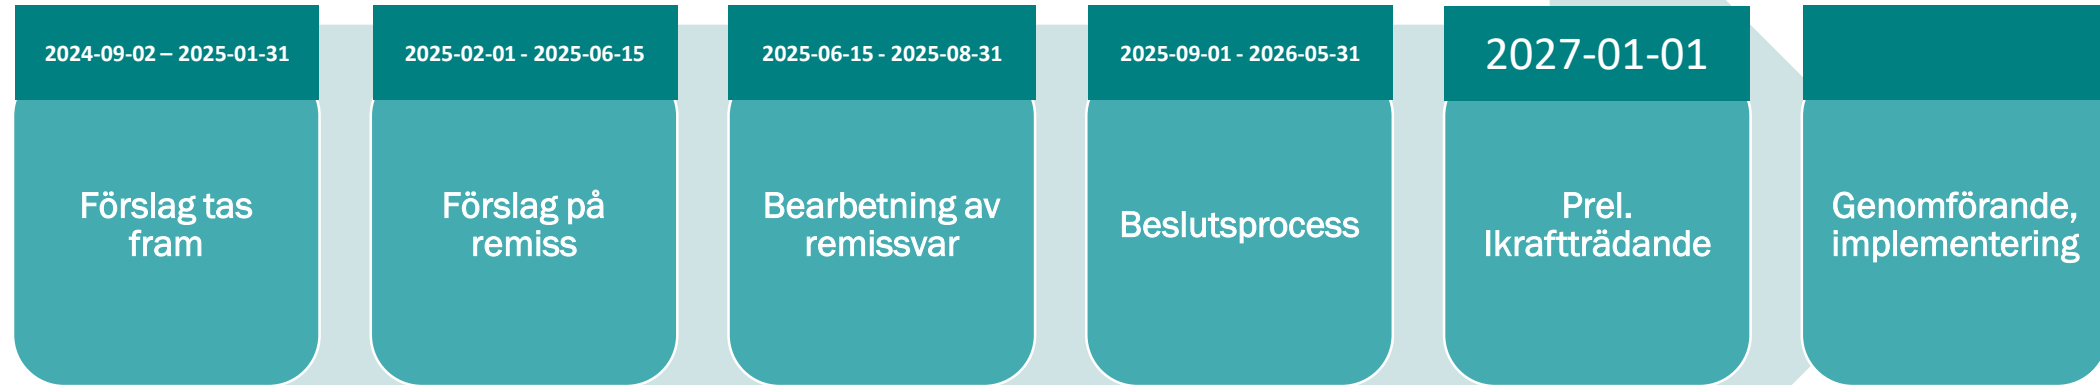 2024-09-02 – 2025-01-31
Förslag tas
fram
2025-02-01 - 2025-06-15
Förslag på
remiss
2025-06-15 - 2025-08-31
Bearbetning av
remissvar
2025-09-01 - 2026-05-31
Beslutsprocess
2027-01-01
Prel.
Ikraftträdande
Genomförande,
implementering